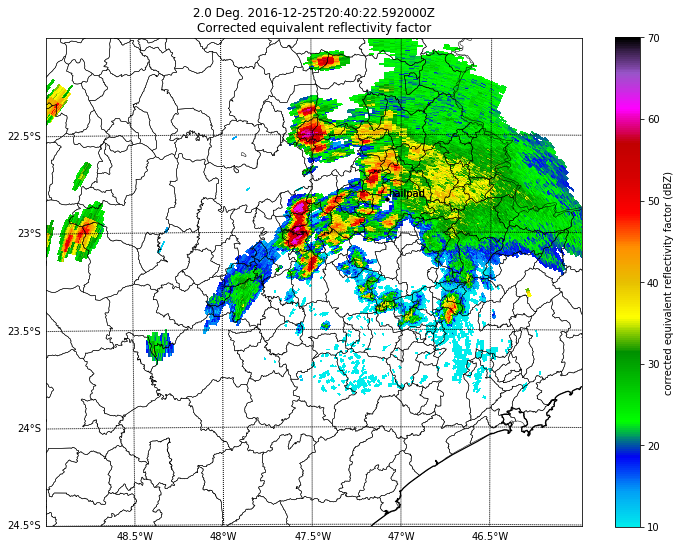 2.0 Deg. 2016-12-25T20:40:22.592000Z
Corrected equivalent reflectivity factor
22.5°S
23°S
23.5°S
24°S
24.5°S
48.5°W
48°W
47.5°W
47°W
46.5°W
hailpad
70
60
50
40
30
20
10
corrected equivalent reflectivity factor (dBZ)